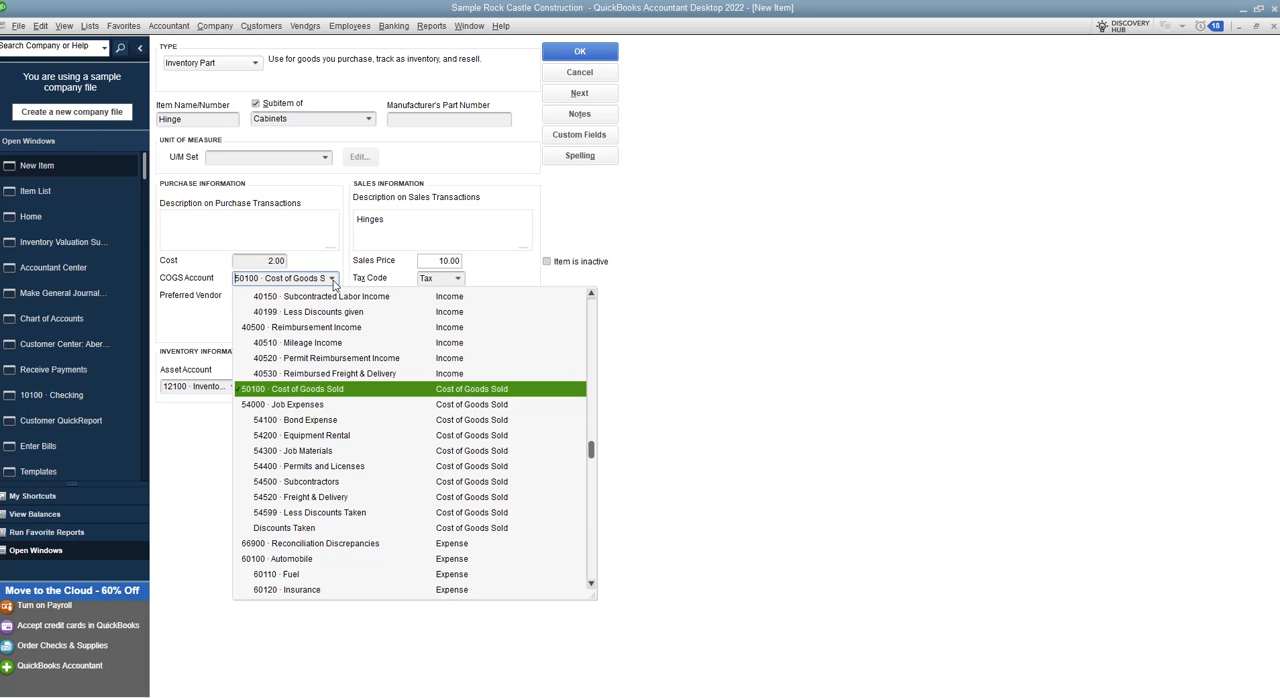 Sample Rock Castle Construction - QuickBooks Accountant Desktop 2022 - [New Item]
File Edit View Lists Favorites Accountant Company Customers Vendors Employees Banking Reports Window Help
DISCOVERY HUB
18
Search Company or Help
You are using a sample
company file
Create a new company file
Open Windows
New Item
Item List
Home
Inventory Valuation Su...
Accountant Center
Make General Journal...
Chart of Accounts
Customer Center: Aber...
Receive Payments
10100 · Checking
Customer QuickReport
Enter Bills
Templates
My Shortcuts
View Balances
Run Favorite Reports
Open Windows
Move to the Cloud - 60% Off
Turn on Payroll
Accept credit cards in QuickBooks
Order Checks & Supplies
QuickBooks Accountant
TYPE
Inventory Part
Use for goods you purchase, track as inventory, and resell.
Item Name/Number
Subitem of
Manufacturer's Part Number
Hinge
Cabinets
UNIT OF MEASURE
U/M Set
Edit...
PURCHASE INFORMATION
Description on Purchase Transactions
Cost 2.00
COGS Account 50100 · Cost of Goods S
Preferred Vendor
SALES INFORMATION
Description on Sales Transactions
Hinges
Sales Price 10.00
Tax Code Tax
Item is inactive
INVENTORY INFORMA
Asset Account
12100 · Invento...
OK
Cancel
Next
Notes
Custom Fields
Spelling
40150 · Subcontracted Labor Income Income
40199 · Less Discounts given Income
40500 · Reimbursement Income Income
40510 · Mileage Income Income
40520 · Permit Reimbursement Income Income
40530 · Reimbursed Freight & Delivery Income
50100 · Cost of Goods Sold Cost of Goods Sold
54000 · Job Expenses Cost of Goods Sold
54100 · Bond Expense Cost of Goods Sold
54200 · Equipment Rental Cost of Goods Sold
54300 · Job Materials Cost of Goods Sold
54400 · Permits and Licenses Cost of Goods Sold
54500 · Subcontractors Cost of Goods Sold
54520 · Freight & Delivery Cost of Goods Sold
54599 · Less Discounts Taken Cost of Goods Sold
Discounts Taken Cost of Goods Sold
66900 · Reconciliation Discrepancies Expense
60100 · Automobile Expense
60110 · Fuel Expense
60120 · Insurance Expense